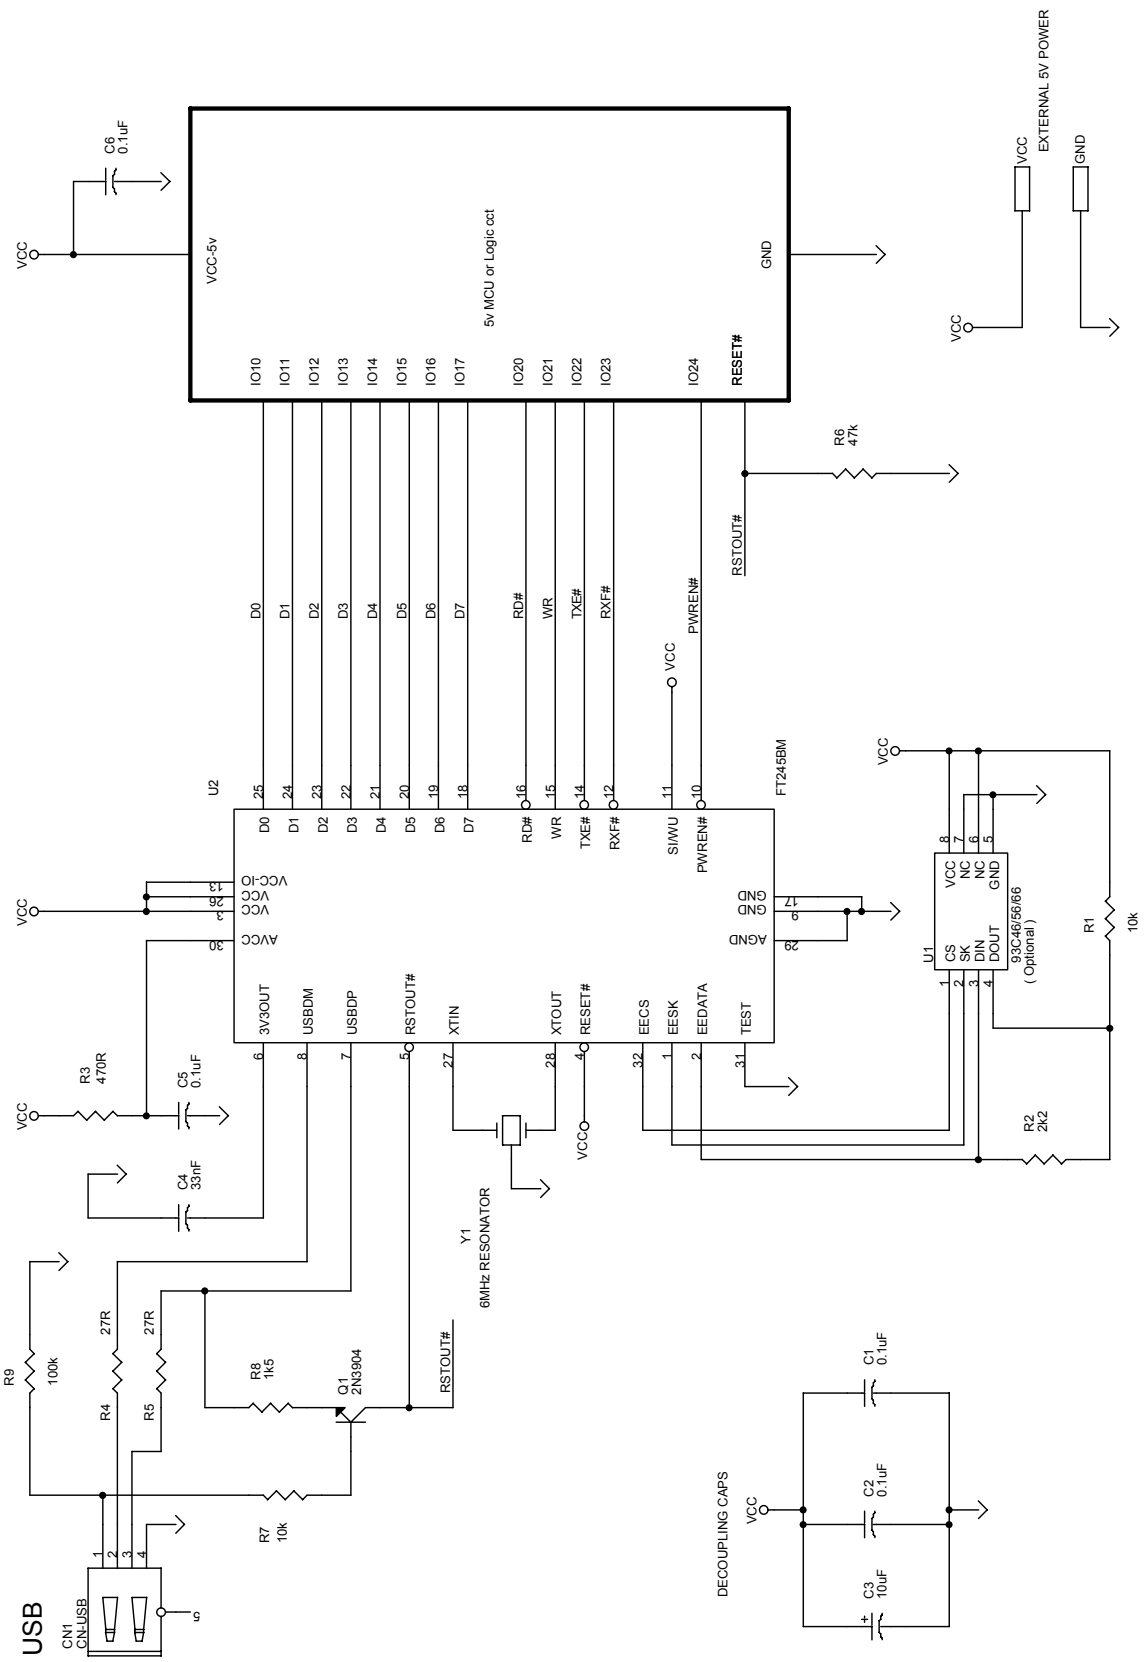 USB
CN1
CN-USB
1
2
3
4
5
R9
100k
R4
27R
R5
27R
R7
10k
R8
1k5
Q1
2N3904
RSTOUT#
C4
33nF
VCC
R3
470R
C5
0.1uF
VCC
Y1
6MHz RESONATOR
VCC
U2
FT245BM
6
3V3OUT
8
USBDM
7
USBDP
5
RSTOUT#
27
XTIN
28
XTOUT
4
RESET#
32
EECS
1
EESK
2
EEDATA
31
TEST
30
AVCC
3
VCC
26
VCC
13
VCC-IO
29
AGND
9
GND
17
GND
D0
25
D1
24
D2
23
D3
22
D4
21
D5
20
D6
19
D7
18
RD#
16
WR
15
TXE#
14
RXF#
12
SI/WU
11
PWREN#
10
VCC
D0
D1
D2
D3
D4
D5
D6
D7
RD#
WR
TXE#
RXF#
PWREN#
RSTOUT#
R6
47k
VCC
C6
0.1uF
VCC-5v
5v MCU or Logic cct
GND
IO10
IO11
IO12
IO13
IO14
IO15
IO16
IO17
IO20
IO21
IO22
IO23
IO24
RESET#
VCC
VCC
GND
EXTERNAL 5V POWER
U1
93C46/56/66
( Optional )
1
CS
2
SK
3
DIN
4
DOUT
VCC
8
NC
7
NC
6
GND
5
VCC
R1
10k
R2
2k2
DECOUPLING CAPS
VCC
C3
10uF
+
C2
0.1uF
C1
0.1uF